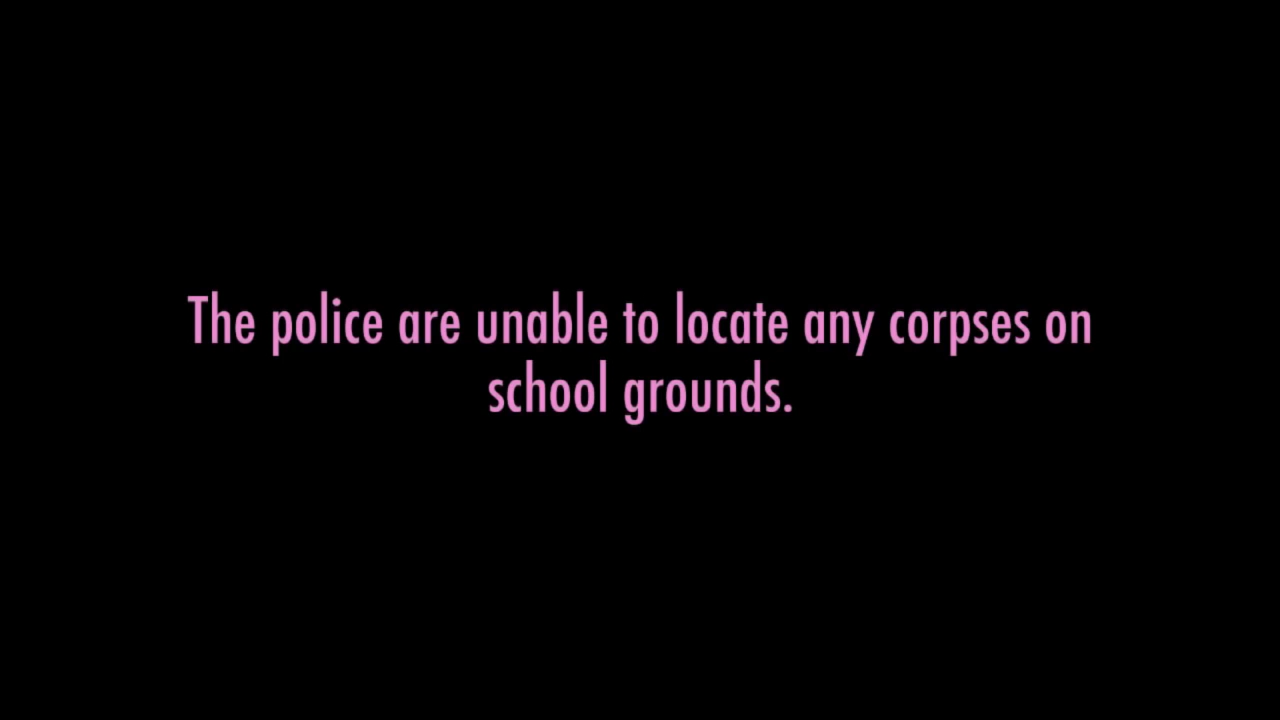 The police are unable to locate any corpses on
school grounds.